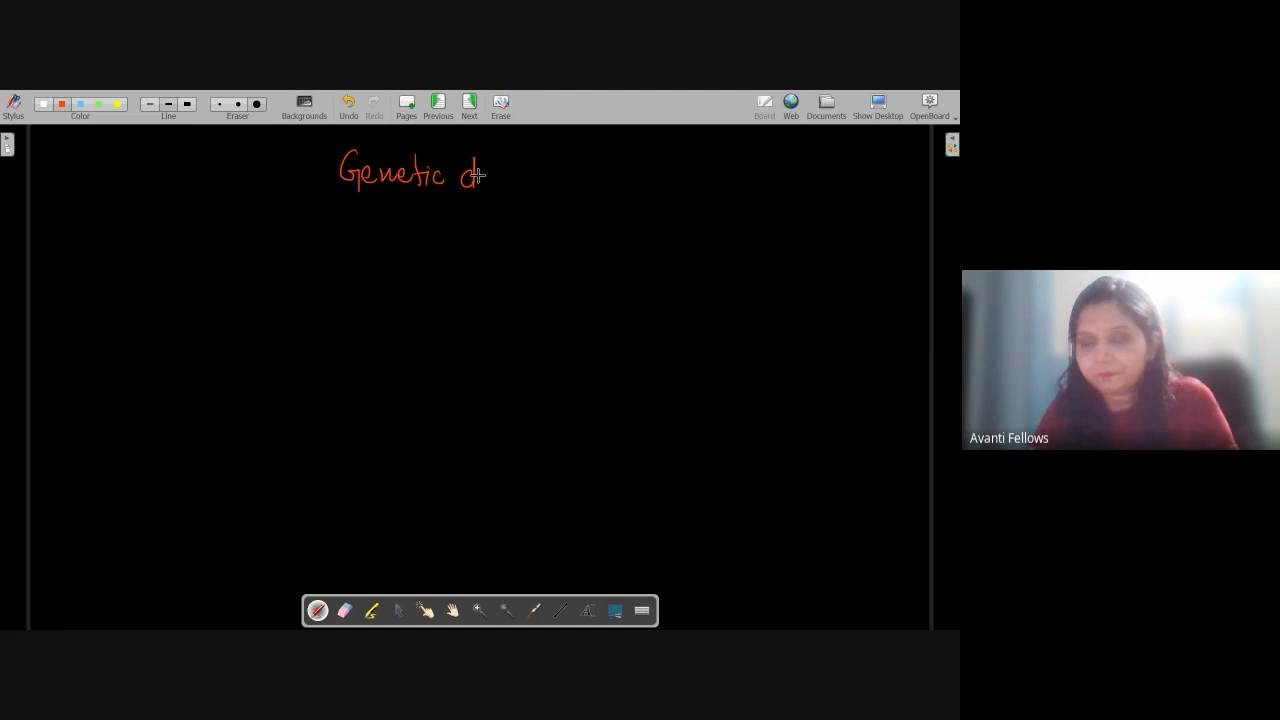 Stylus
Color
Line
Eraser
Backgrounds
Undo
Redo
Pages
Previous
Next
Erase
Board
Web
Documents
Show Desktop
OpenBoard
Genetic d
Avanti Fellows